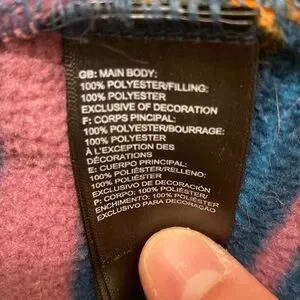 GB: MAIN BODY:
100% POLYESTER/FILLING:
100% POLYESTER
EXCLUSIVE OF DECORATION
F: CORPS PINCIPAL:
100% POLYESTER/BOURRAGE:
100% POLYESTER
À L'EXCEPTION DES
DÉCORATIONS
E: CUERPO PRINCIPAL:
100% POLIÉSTER/RELLENO:
100% POLIÉSTER
EXCLUSIVO DE DECORACIÓN
P: CORPO: 100% POLIÉSTER/
ENCHIMENTO: 100% POLIÉSTER
EXCLUSIVO PARA DECORAÇÃO